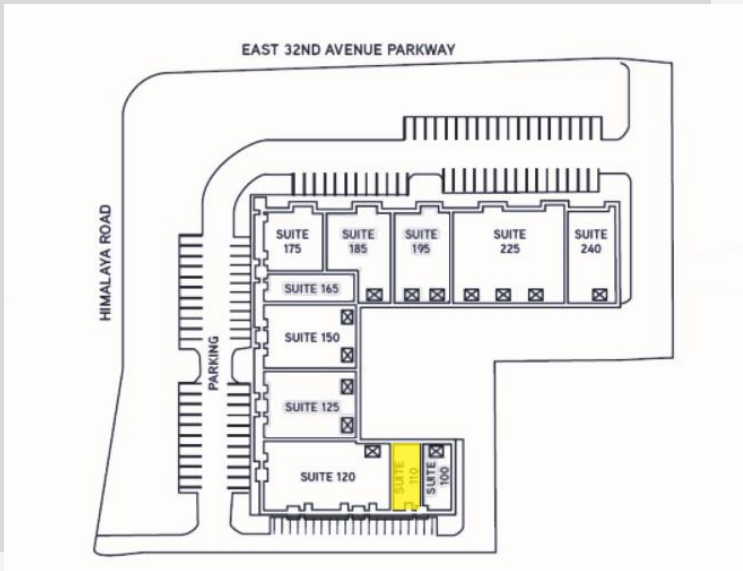 EAST 32ND AVENUE PARKWAY
HIMALAYA ROAD
PARKING
SUITE
175
SUITE
185
SUITE
195
SUITE
225
SUITE
240
SUITE 165
SUITE 150
SUITE 125
SUITE 120
SUITE
110
SUITE
100